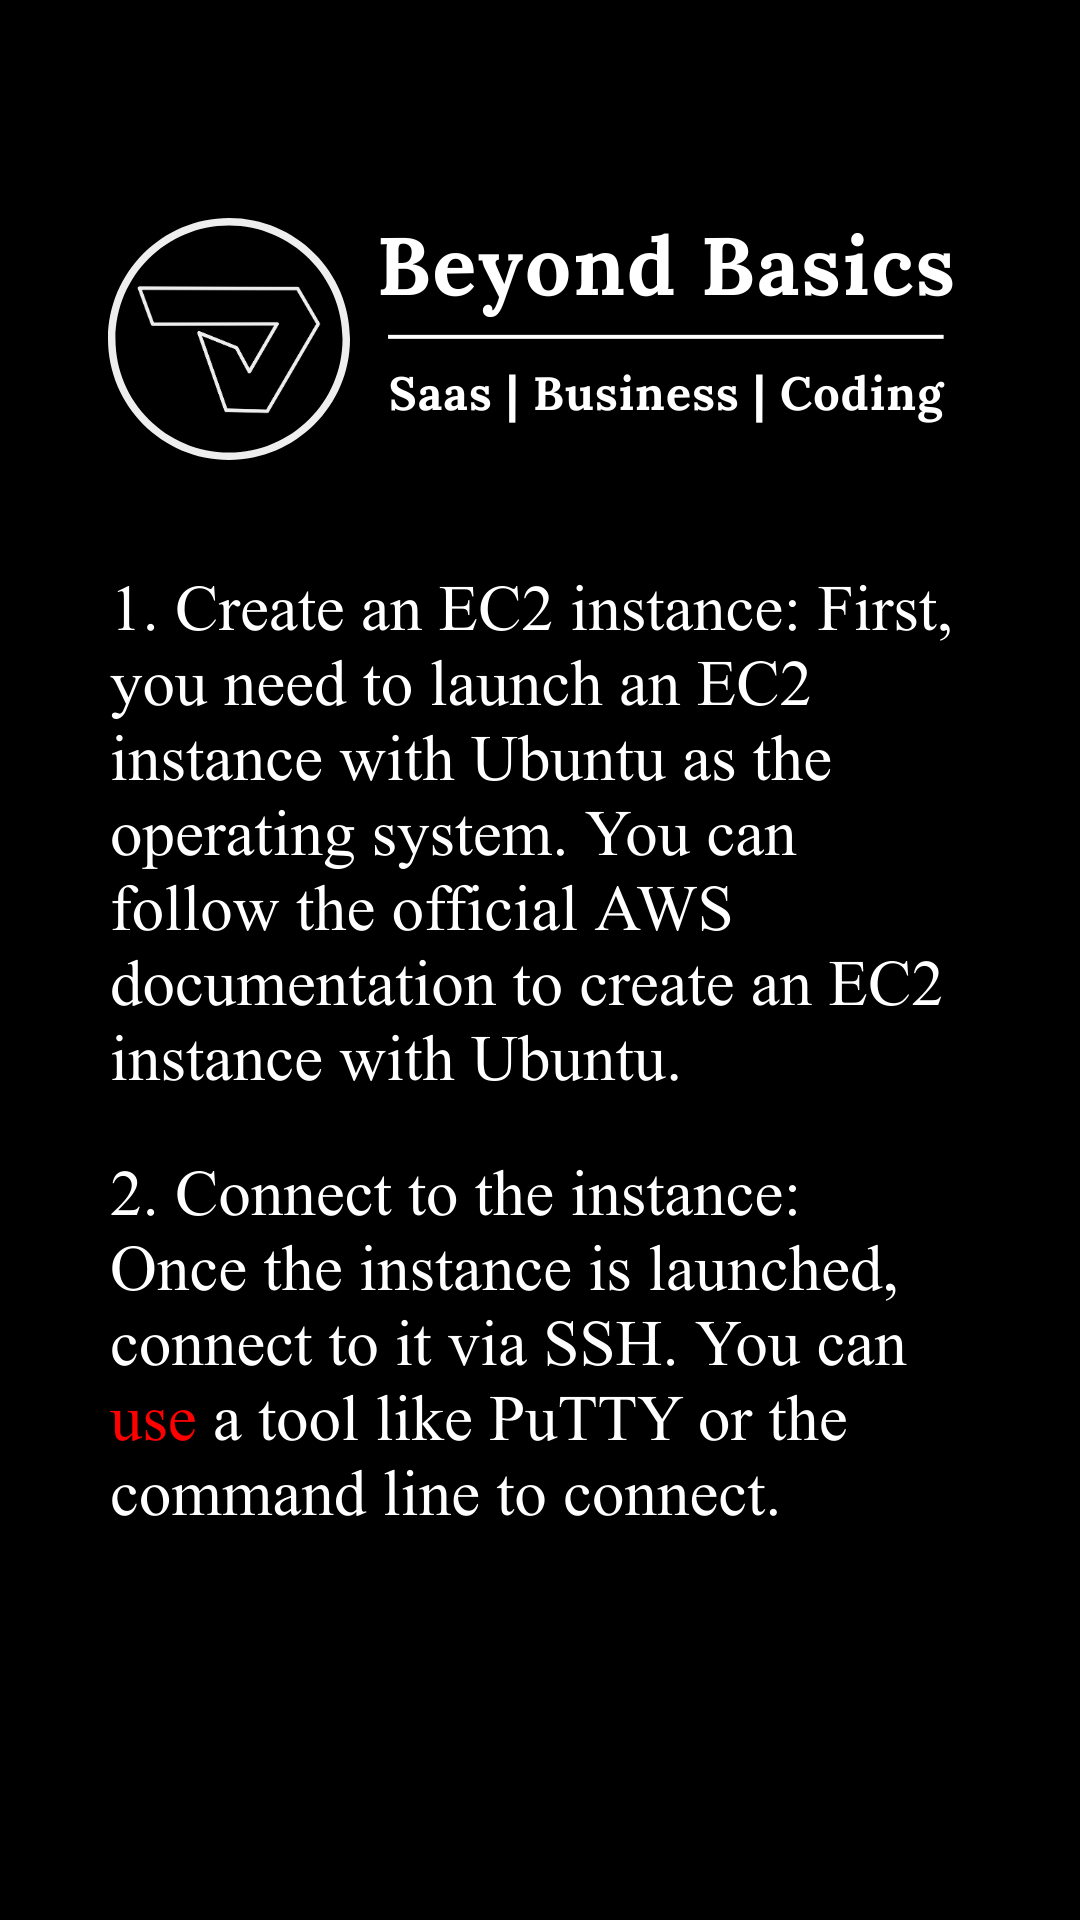 Beyond Basics
Saas | Business | Coding
1. Create an EC2 instance: First,
you need to launch an EC2
instance with Ubuntu as the
operating system. You can
follow the official AWS
documentation to create an EC2
instance with Ubuntu.
2. Connect to the instance:
Once the instance is launched,
connect to it via SSH. You can
use a tool like PuTTY or the
command line to connect.